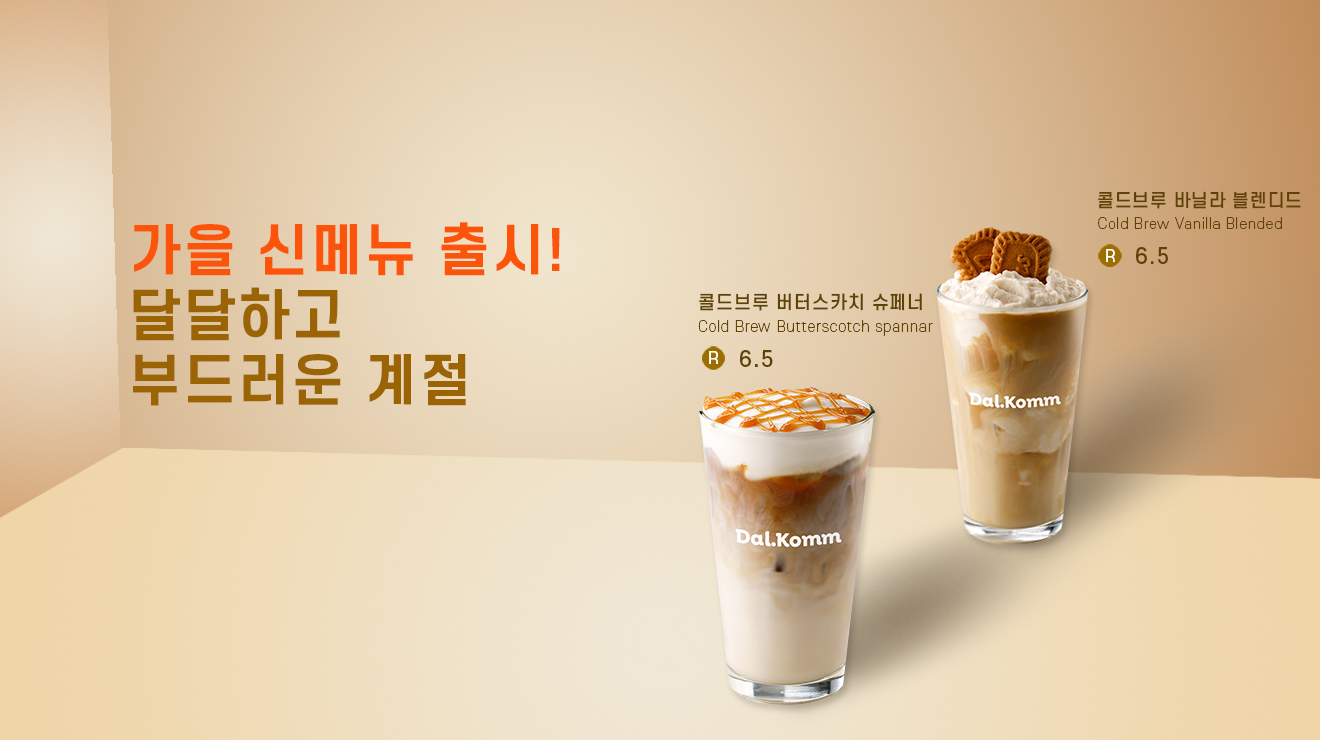 가을 신메뉴 출시!
달달하고
부드러운 계절
콜드브루 버터스카치 슈페너
Cold Brew Butterscotch spannar
R 6.5
Dal.Komm
콜드브루 바닐라 블렌디드
Cold Brew Vanilla Blended
R 6.5
Dal.Komm